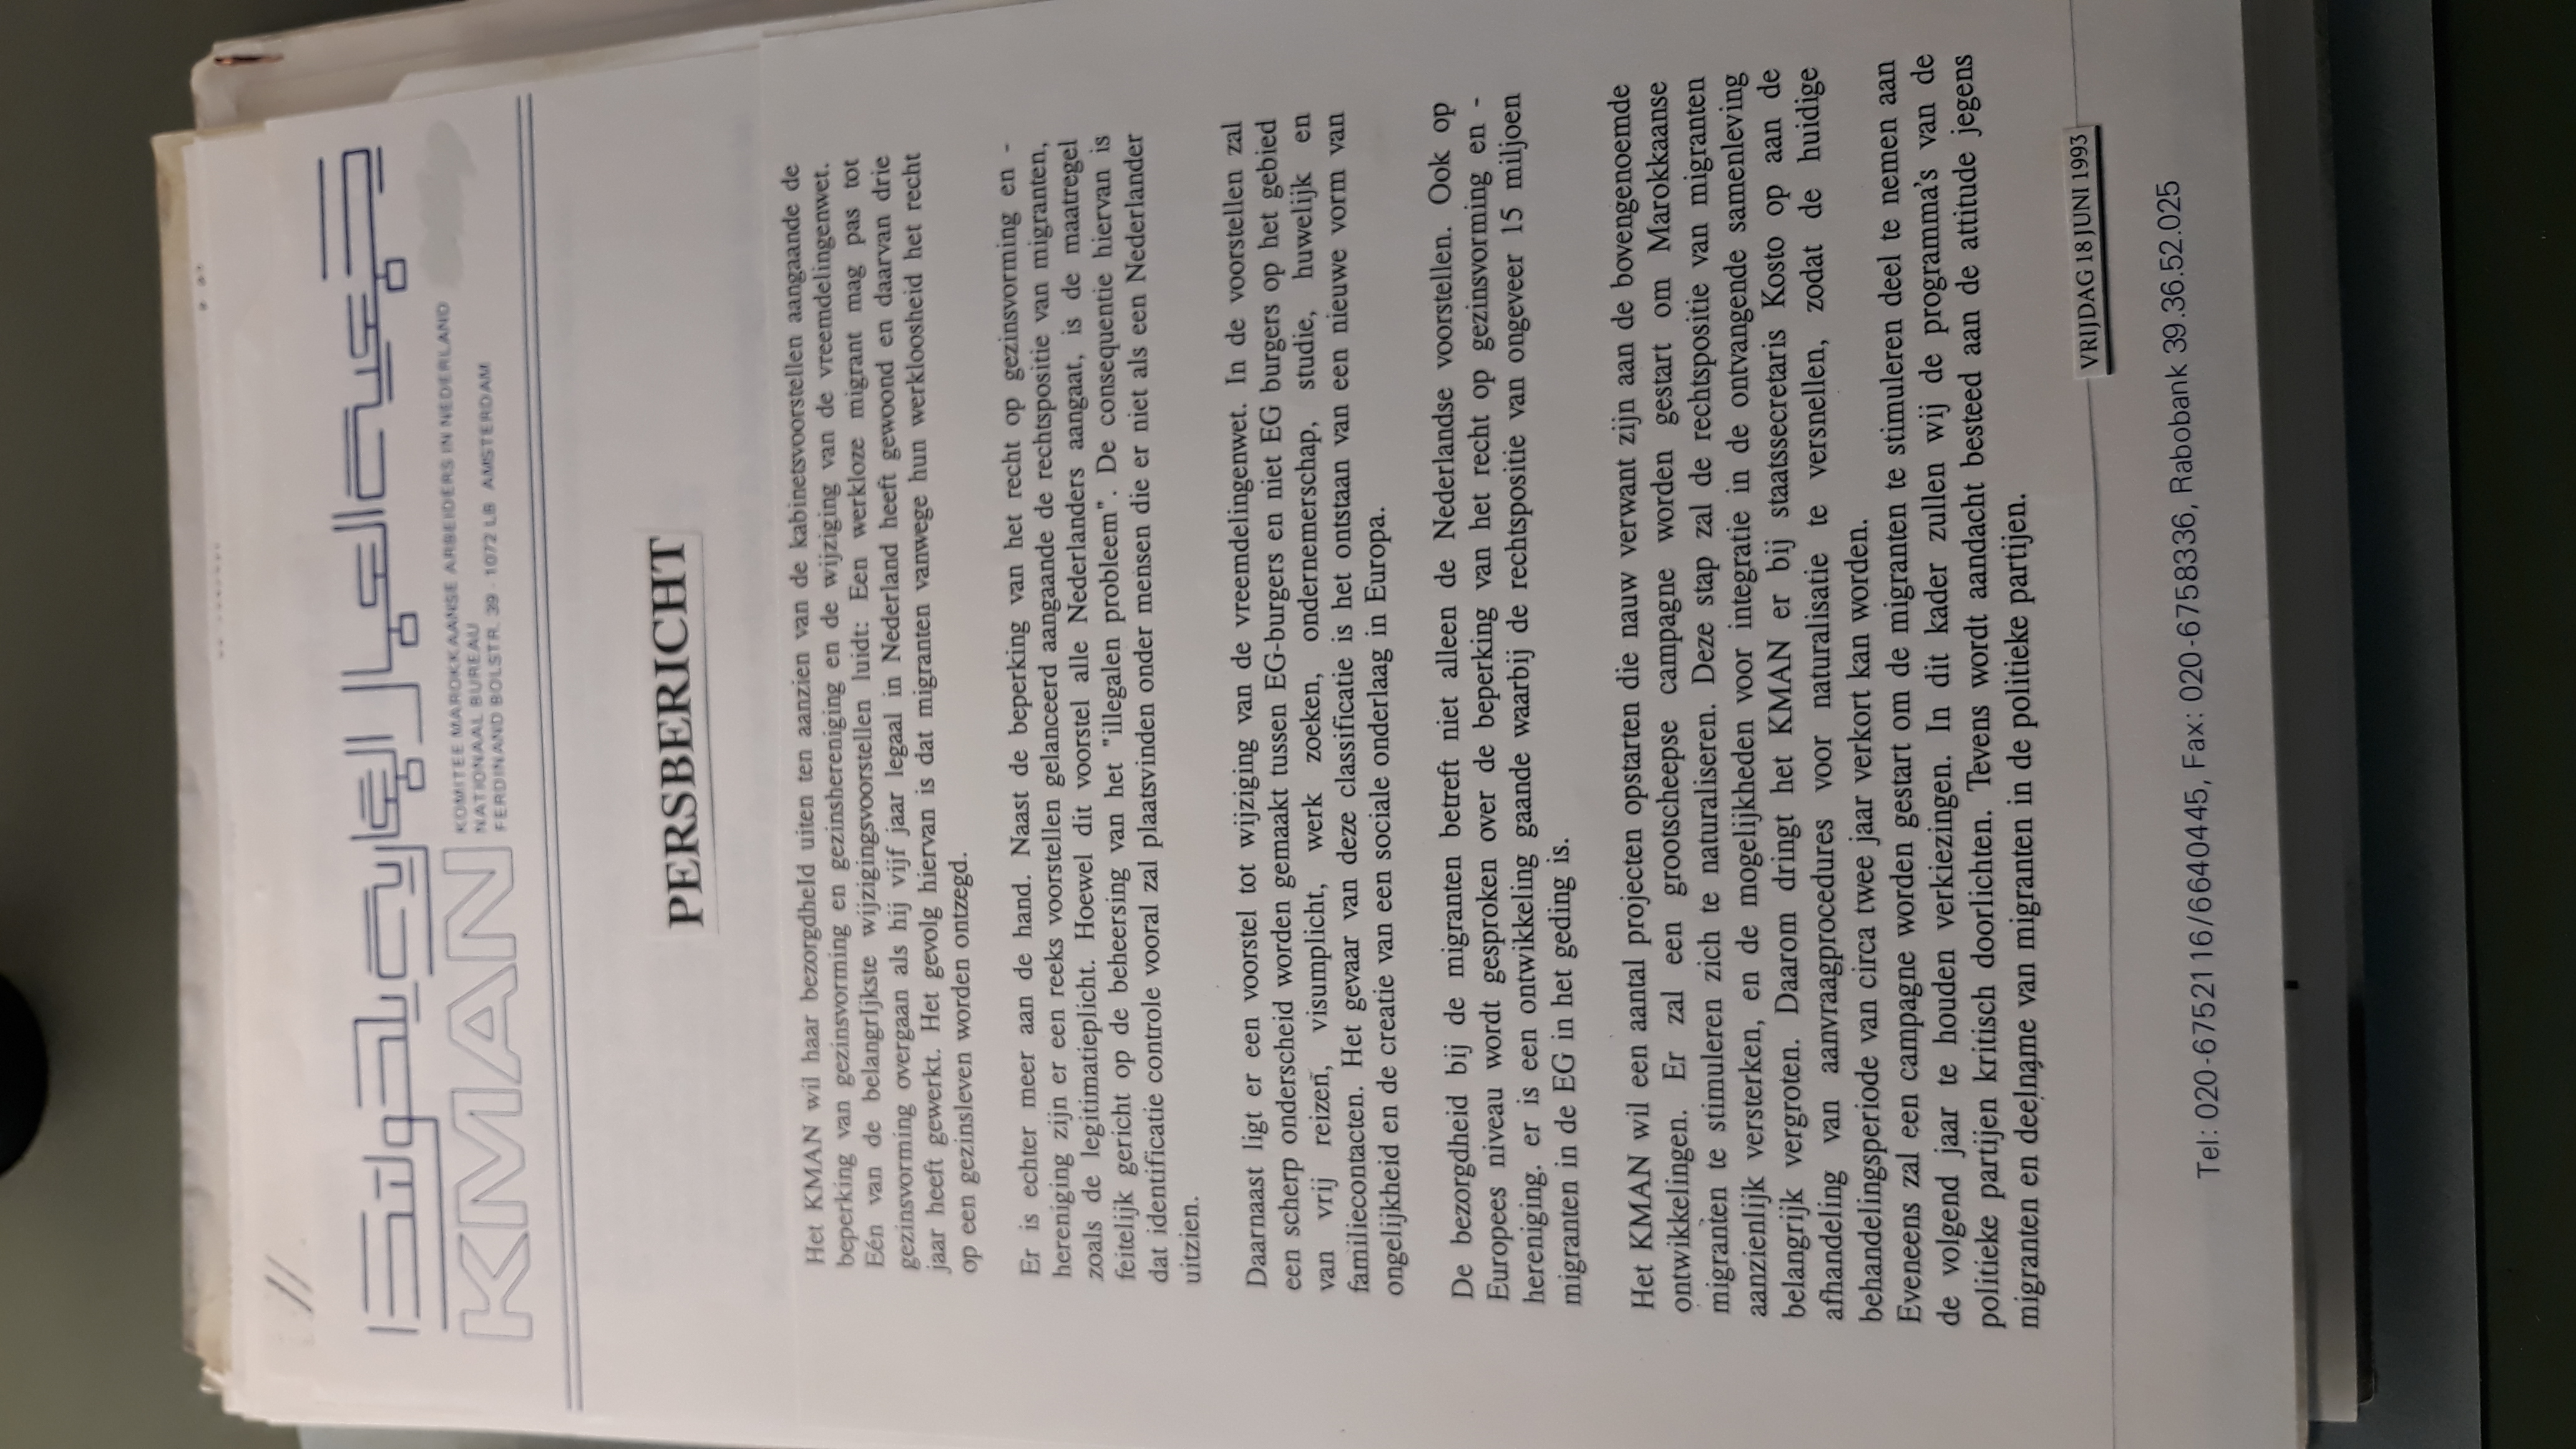 جمعية العمال المغاربة بهولندا
KMAN
KOMITEE MAROKKAANSE ARBEIDERS IN NEDERLAND
NATIONAAL BUREAU
FERDINAND BOLSTR. 39 - 1072 LB AMSTERDAM
PERSBERICHT
Het KMAN wil haar bezorgdheid uiten ten aanzien van de kabinetsvoorstellen aangaande de
beperking van gezinsvorming en gezinshereniging en de wijziging van de vreemdelingenwet.
Eén van de belangrijkste wijzigingsvoorstellen luidt: Een werkloze migrant mag pas tot
gezinsvorming overgaan als hij vijf jaar legaal in Nederland heeft gewoond en daarvan drie
jaar heeft gewerkt. Het gevolg hiervan is dat migranten vanwege hun werkloosheid het recht
op een gezinsleven worden ontzegd.
Er is echter meer aan de hand. Naast de beperking van het recht op gezinsvorming en -
hereniging zijn er een reeks voorstellen gelanceerd aangaande de rechtspositie van migranten,
zoals de legitimatieplicht. Hoewel dit voorstel alle Nederlanders aangaat, is de maatregel
feitelijk gericht op de beheersing van het "illegalen probleem". De consequentie hiervan is
dat identificatie controle vooral zal plaatsvinden onder mensen die er niet als een Nederlander
uitzien.
Daarnaast ligt er een voorstel tot wijziging van de vreemdelingenwet. In de voorstellen zal
een scherp onderscheid worden gemaakt tussen EG-burgers en niet EG burgers op het gebied
van vrij reizen, visumplicht, werk zoeken, ondernemerschap, studie, huwelijk en
familiecontacten. Het gevaar van deze classificatie is het ontstaan van een nieuwe vorm van
ongelijkheid en de creatie van een sociale onderlaag in Europa.
De bezorgdheid bij de migranten betreft niet alleen de Nederlandse voorstellen. Ook op
Europees niveau wordt gesproken over de beperking van het recht op gezinsvorming en -
hereniging. er is een ontwikkeling gaande waarbij de rechtspositie van ongeveer 15 miljoen
migranten in de EG in het geding is.
Het KMAN wil een aantal projecten opstarten die nauw verwant zijn aan de bovengenoemde
ontwikkelingen. Er zal een grootscheepse campagne worden gestart om Marokkaanse
migranten te stimuleren zich te naturaliseren. Deze stap zal de rechtspositie van migranten
aanzienlijk versterken, en de mogelijkheden voor integratie in de ontvangende samenleving
belangrijk vergroten. Daarom dringt het KMAN er bij staatssecretaris Kosto op aan de
afhandeling van aanvraagprocedures voor naturalisatie te versnellen, zodat de huidige
behandelingsperiode van circa twee jaar verkort kan worden.
Eveneens zal een campagne worden gestart om de migranten te stimuleren deel te nemen aan
de volgend jaar te houden verkiezingen. In dit kader zullen wij de programma's van de
politieke partijen kritisch doorlichten. Tevens wordt aandacht besteed aan de attitude jegens
migranten en deelname van migranten in de politieke partijen.
VRIJDAG 18 JUNI 1993
Tel: 020-6752116/6640445, Fax: 020-6758336, Rabobank 39.36.52.025